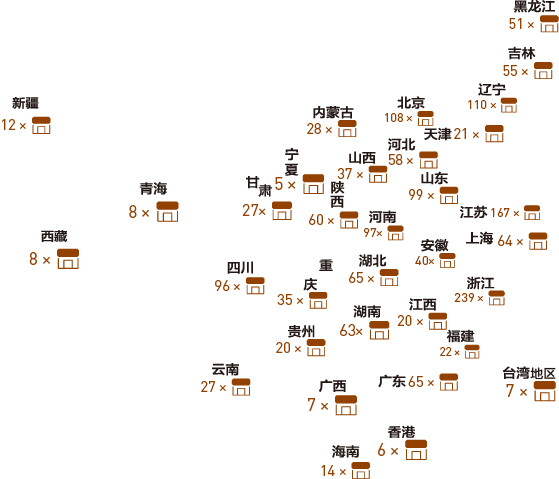 黑龙江
51 ×
吉林
55 ×
辽宁
110 ×
新疆
12 ×
内蒙古
28 ×
北京
108 ×
天津 21 ×
河北
58 ×
山西
37 ×
宁
夏
5 ×
甘
肃
27×
陕
西
60 ×
山东
99 ×
青海
8 ×
河南
97×
江苏 167 ×
上海 64 ×
西藏
8 ×
安徽
40×
四川
96 ×
重
庆
35 ×
湖北
65 ×
浙江
239 ×
湖南
63×
江西
20 ×
贵州
20 ×
福建
22 ×
云南
27 ×
广西
7 ×
广东 65 ×
台湾地区
7 ×
香港
6 ×
海南
14 ×